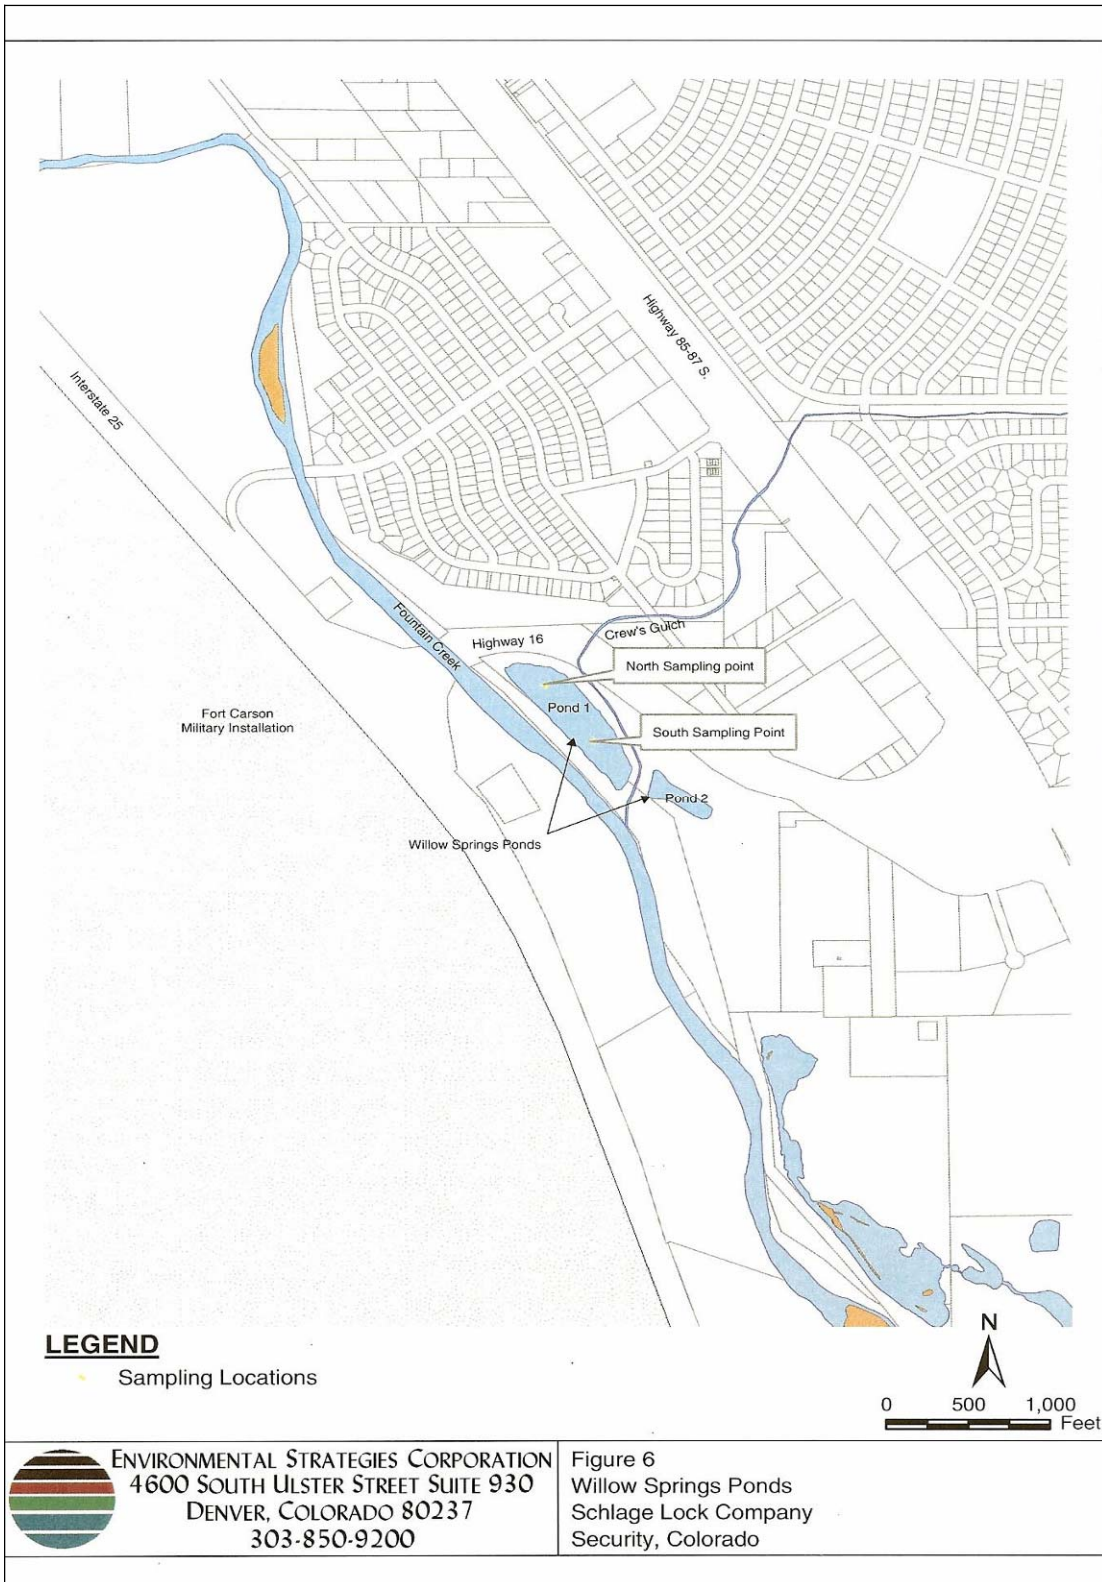 Highway 85-87 S.
Interstate 25
Fountain Creek
Highway 16
Crew's Gulch
North Sampling point
Fort Carson
Military Installation
Pond 1
South Sampling Point
Pond 2
Willow Springs Ponds
LEGEND
Sampling Locations
N
0 500 1,000
Feet
ENVIRONMENTAL STRATEGIES CORPORATION
4600 SOUTH ULSTER STREET SUITE 930
DENVER, COLORADO 80237
303-850-9200
Figure 6
Willow Springs Ponds
Schlage Lock Company
Security, Colorado